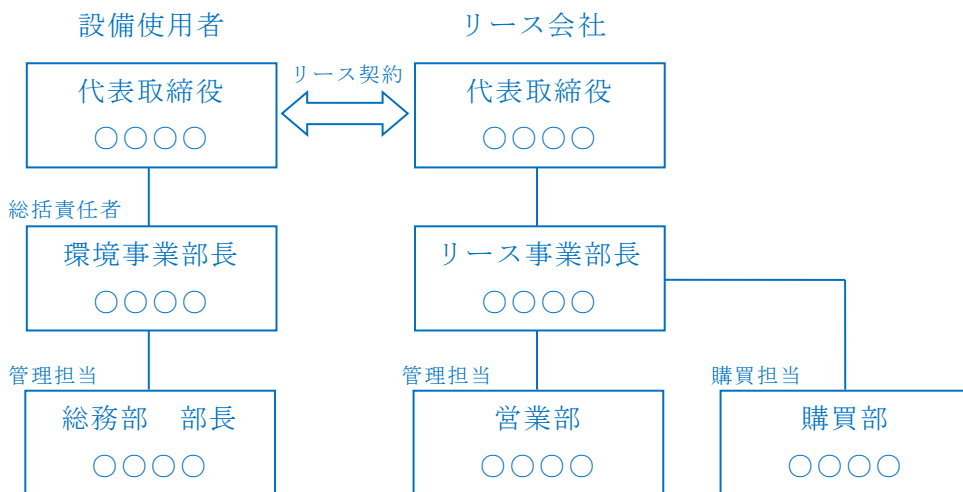 設備使用者
リース会社
代表取締役
〇〇〇〇
リース契約
代表取締役
〇〇〇〇
総括責任者
環境事業部長
〇〇〇〇
リース事業部長
〇〇〇〇
管理担当
総務部　部長
〇〇〇〇
管理担当
営業部
〇〇〇〇
購買担当
購買部
〇〇〇〇